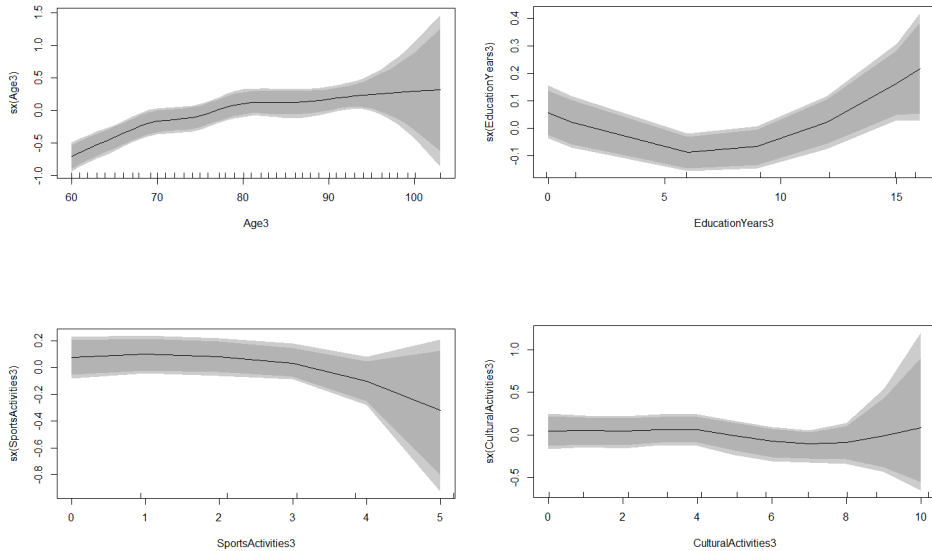 sx(Age3)
1.5
1.0
0.5
0.0
-0.5
-1.0
60 70 80 90 100
Age3
sx(EducationYears3)
0.4
0.3
0.2
0.1
0.0
-0.1
0 5 10 15
EducationYears3
sx(SportsActivities3)
0.2
0.0
-0.2
-0.4
-0.6
-0.8
0 1 2 3 4 5
SportsActivities3
sx(CulturalActivities3)
1.0
0.5
0.0
-0.5
0 2 4 6 8 10
CulturalActivities3